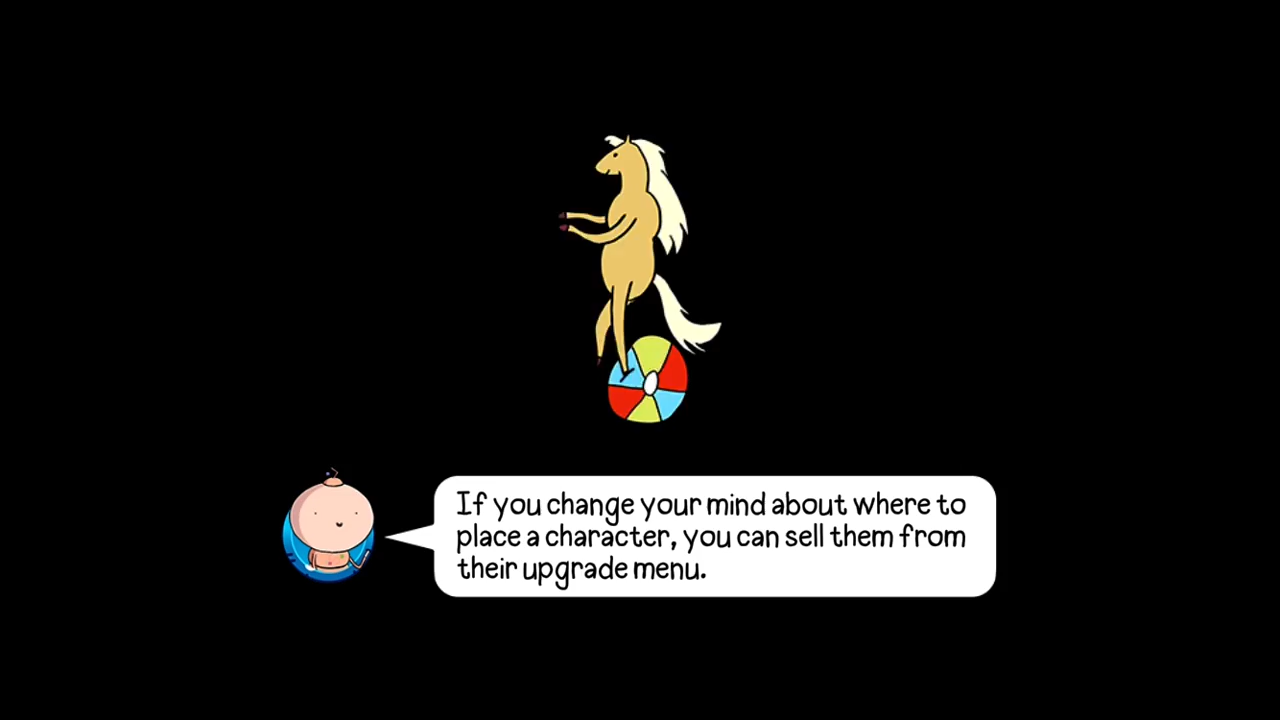 If you change your mind about where to
place a character, you can sell them from
their upgrade menu.